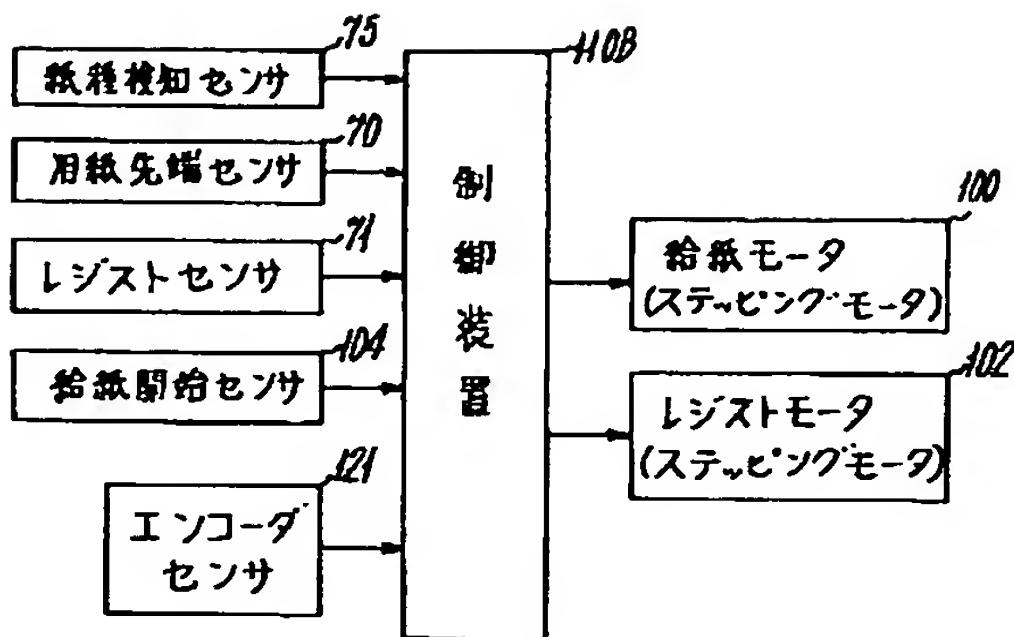 75
紙種検知センサ
70
用紙先端センサ
71
レジストセンサ
104
給紙開始センサ
121
エンコーダ
センサ
110B
制御装置
100
給紙モータ
(ステッピングモータ)
102
レジストモータ
(ステッピングモータ)